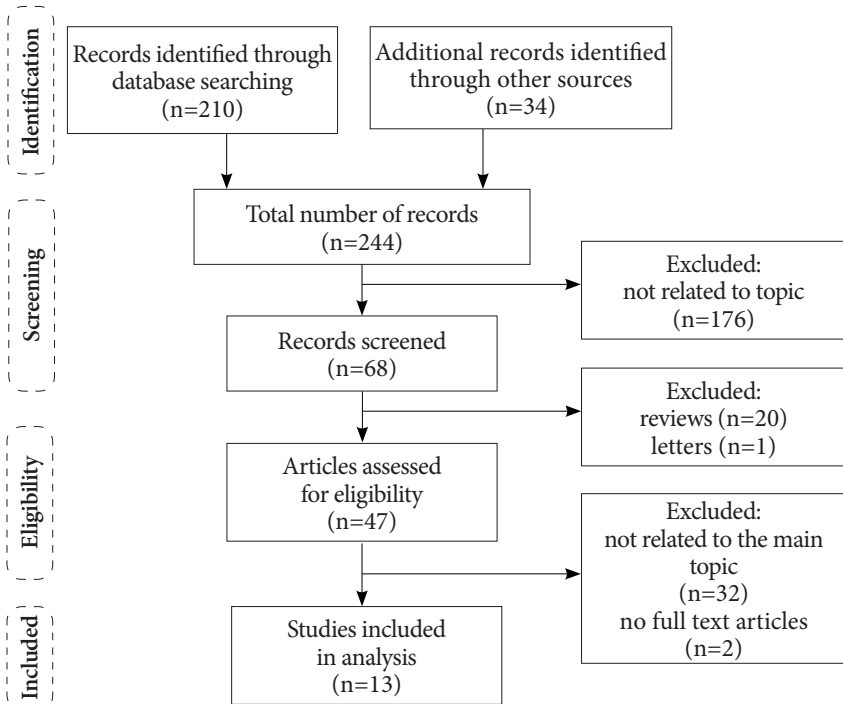 Identification
Records identified through
database searching
(n=210)
Additional records identified
through other sources
(n=34)
Screening
Total number of records
(n=244)
Excluded:
not related to topic
(n=176)
Records screened
(n=68)
Excluded:
reviews (n=20)
letters (n=1)
Eligibility
Articles assessed
for eligibility
(n=47)
Excluded:
not related to the main
topic
(n=32)
no full text articles
(n=2)
Included
Studies included
in analysis
(n=13)